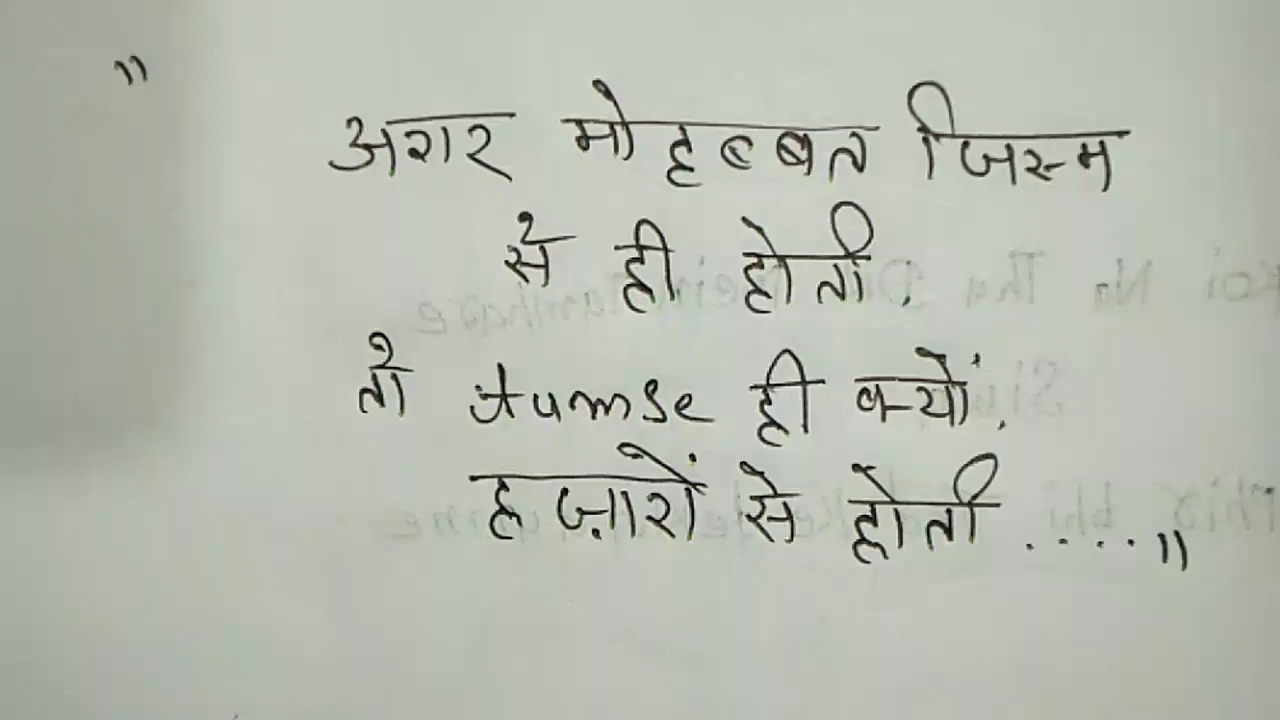 "
अगर मोहब्बत जिस्म
से ही होती.
तो tumse ही क्यों.
हज़ारों से होती ....."